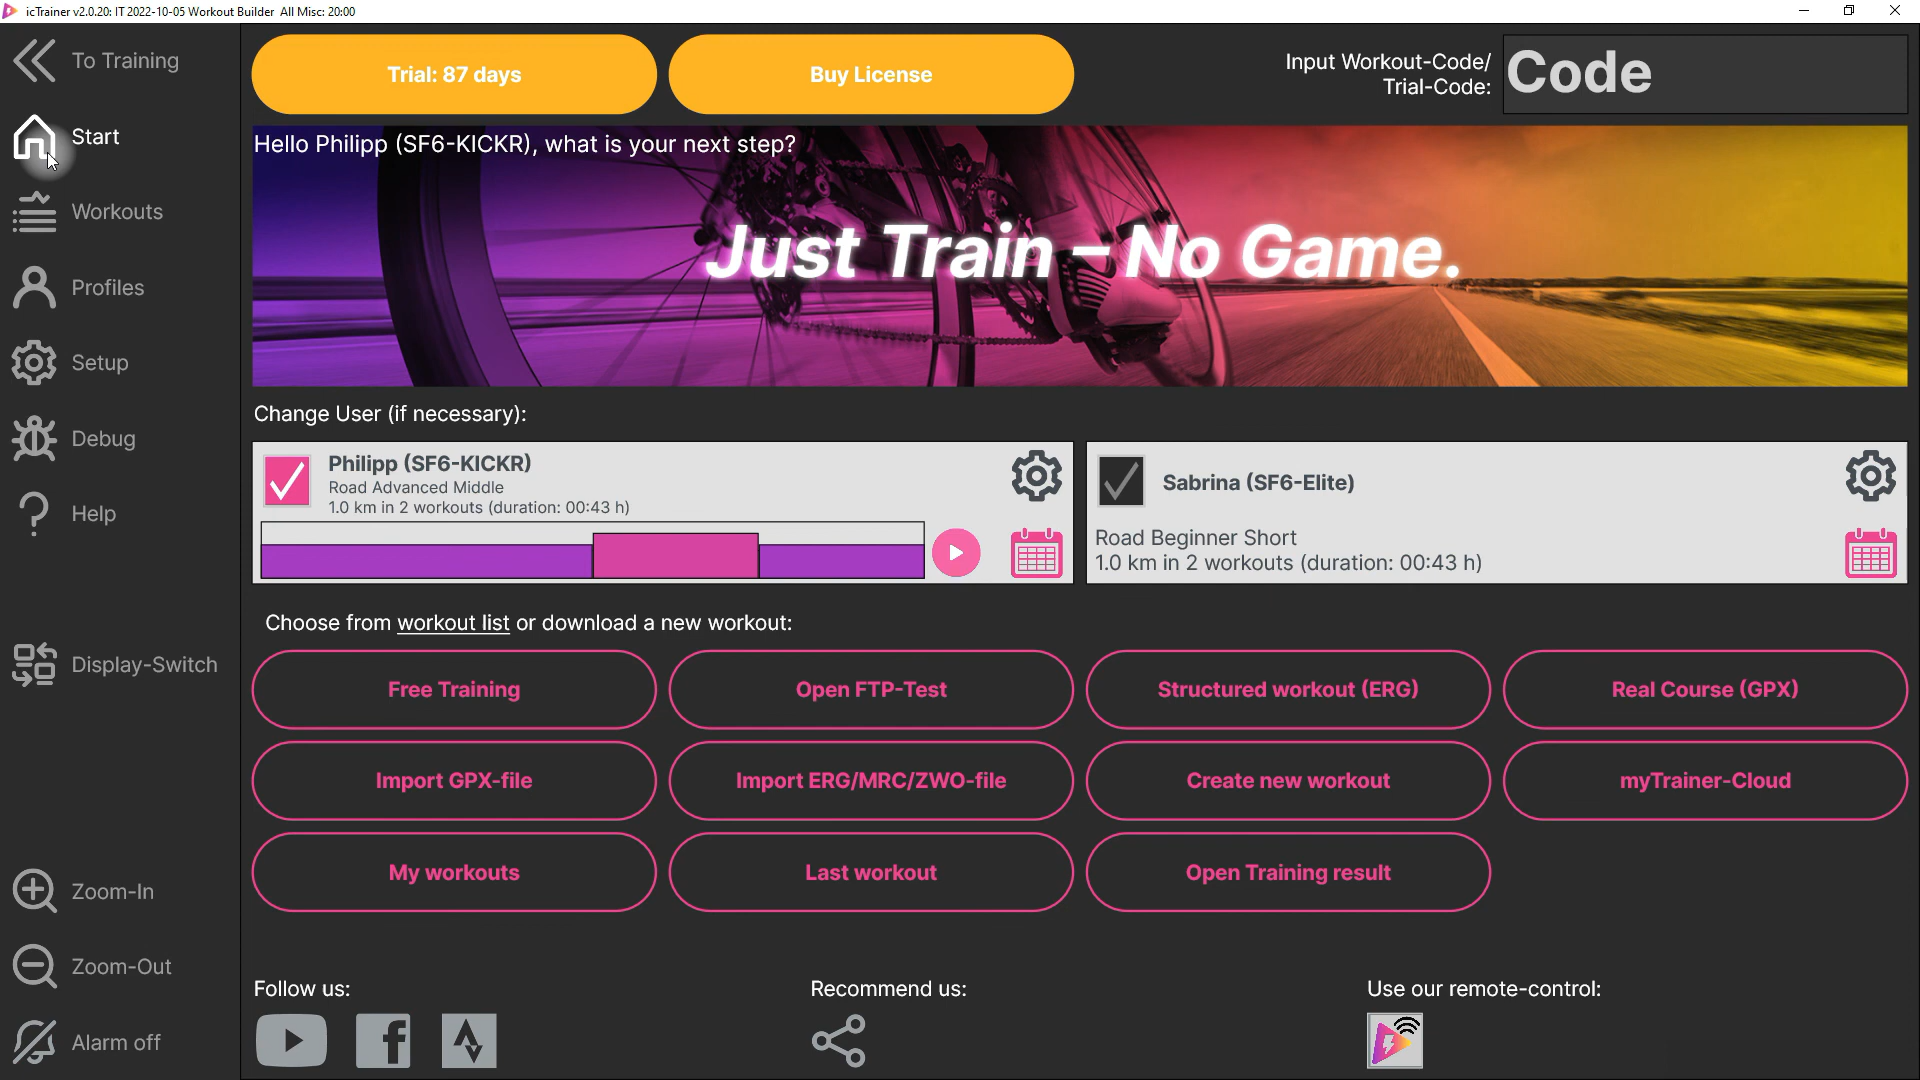 icTrainer v2.0.20: IT 2022-10-05 Workout Builder All Misc: 20:00
To Training
Start
Workouts
Profiles
Setup
Debug
Help
Display-Switch
Zoom-In
Zoom-Out
Alarm off
Trial: 87 days
Buy License
Input Workout-Code/
Trial-Code:
Code
Hello Philipp (SF6-KICKR), what is your next step?
Just Train – No Game.
Change User (if necessary):
Philipp (SF6-KICKR)
Road Advanced Middle
1.0 km in 2 workouts (duration: 00:43 h)
Sabrina (SF6-Elite)
Road Beginner Short
1.0 km in 2 workouts (duration: 00:43 h)
Choose from workout list or download a new workout:
Free Training
Open FTP-Test
Structured workout (ERG)
Real Course (GPX)
Import GPX-file
Import ERG/MRC/ZWO-file
Create new workout
myTrainer-Cloud
My workouts
Last workout
Open Training result
Follow us:
Recommend us:
Use our remote-control: